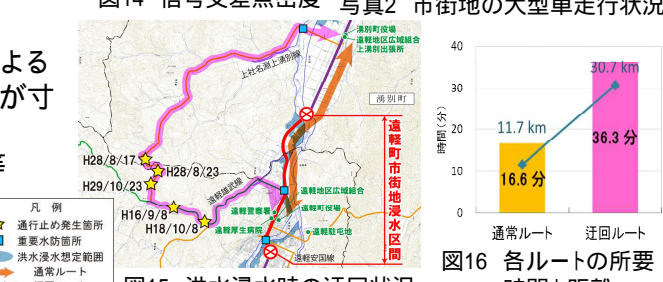 図14 信号交差点密度
写真2 市街地の大型車走行状況
よる
が寸
等
湧別町役場
遠軽地区広域組合
上湧別出張所
上社名淵上湧別線
湧別町
H28/8/17
H28/8/23
H29/10/23
H16/9/8
H18/10/8
遠軽雄武線
遠軽町市街地浸水区間
遠軽地区広域組合
遠軽警察署
遠軽町役場
遠軽厚生病院
遠軽駐屯地
遠軽安国線
凡 例
通行止め発生箇所
重要水防箇所
洪水浸水想定範囲
通常ルート
図15 洪水浸水時の迂回状況
時間(分)
40
30
20
10
0
11.7 km
16.6 分
30.7 km
36.3 分
通常ルート
迂回ルート
図16 各ルートの所要
時間と距離